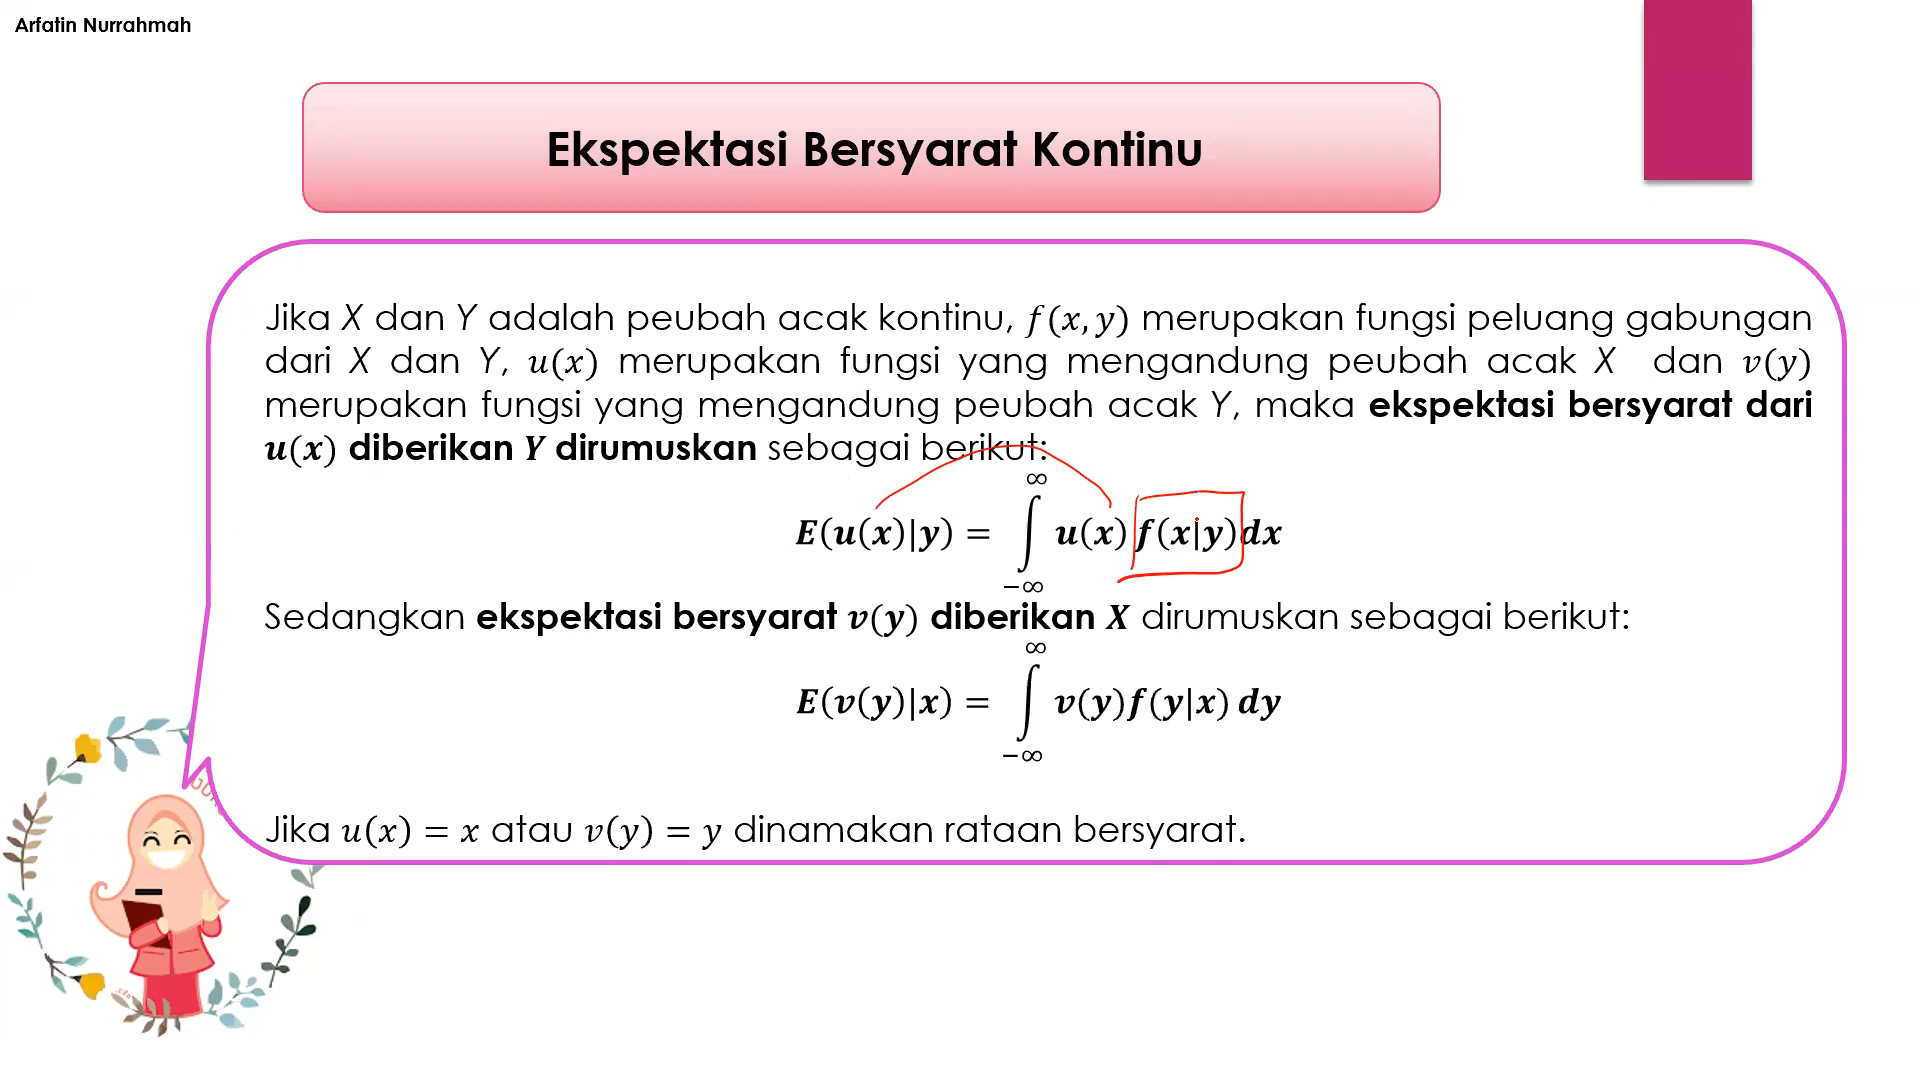 Arfatin Nurrahmah
Ekspektasi Bersyarat Kontinu
Jika X dan Y adalah peubah acak kontinu, f(x, y) merupakan fungsi peluang gabungan
dari X dan Y, u(x) merupakan fungsi yang mengandung peubah acak X dan v(y)
merupakan fungsi yang mengandung peubah acak Y, maka ekspektasi bersyarat dari
u(x) diberikan Y dirumuskan sebagai berikut:
E(u(x)|y) = ∫_{-∞}^{∞} u(x) f(x|y)dx
Sedangkan ekspektasi bersyarat v(y) diberikan X dirumuskan sebagai berikut:
E(v(y)|x) = ∫_{-∞}^{∞} v(y)f(y|x) dy
Jika u(x) = x atau v(y) = y dinamakan rataan bersyarat.